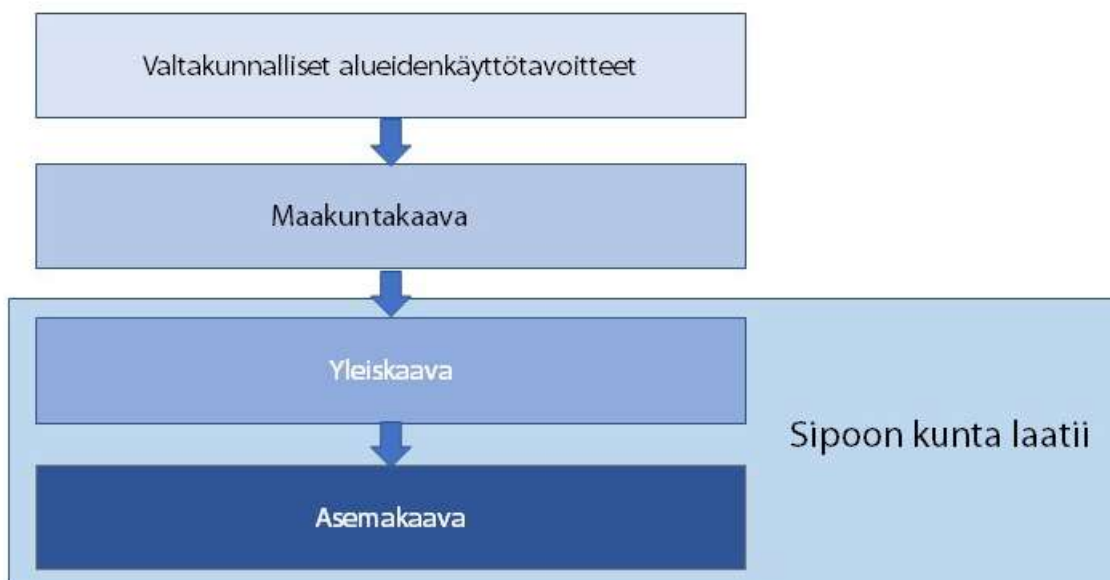 Valtakunnalliset alueidenkäyttötavoitteet
Maakuntakaava
Yleiskaava
Sipoon kunta laatii
Asemakaava